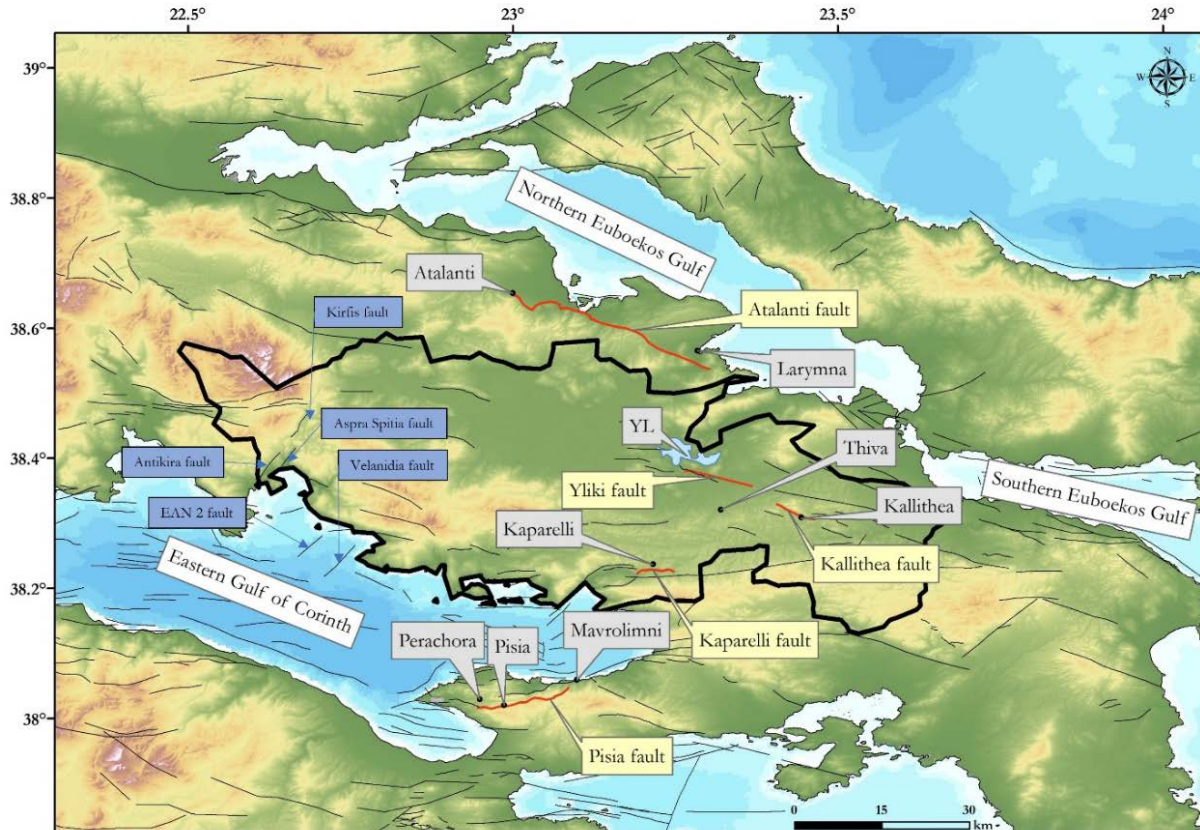 22.5°
23°
23.5°
24°
39°
38.8°
38.6°
38.4°
38.2°
38°
N
W E
S
Northern Euboekos Gulf
Atalanti
Kirfis fault
Atalanti fault
Larymna
Aspra Spitia fault
YL
Thiva
Antikira fault
Velanidia fault
Yliki fault
Kallithea
Southern Euboekos Gulf
EAN 2 fault
Kaparelli
Kallithea fault
Eastern Gulf of Corinth
Kaparelli fault
Perachora
Pisia
Mavrolimni
Pisia fault
0 15 30
km